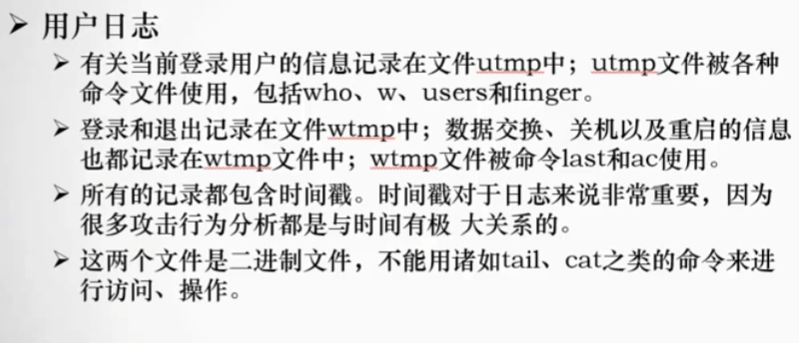 用户日志
有关当前登录用户的信息记录在文件utmp中；utmp文件被各种
命令文件使用，包括who、w、users和finger。
登录和退出记录在文件wtmp中；数据交换、关机以及重启的信息
也都记录在wtmp文件中；wtmp文件被命令last和ac使用。
所有的记录都包含时间戳。时间戳对于日志来说非常重要，因为
很多攻击行为分析都是与时间有极 大关系的。
这两个文件是二进制文件，不能用诸如tail、cat之类的命令来进
行访问、操作。